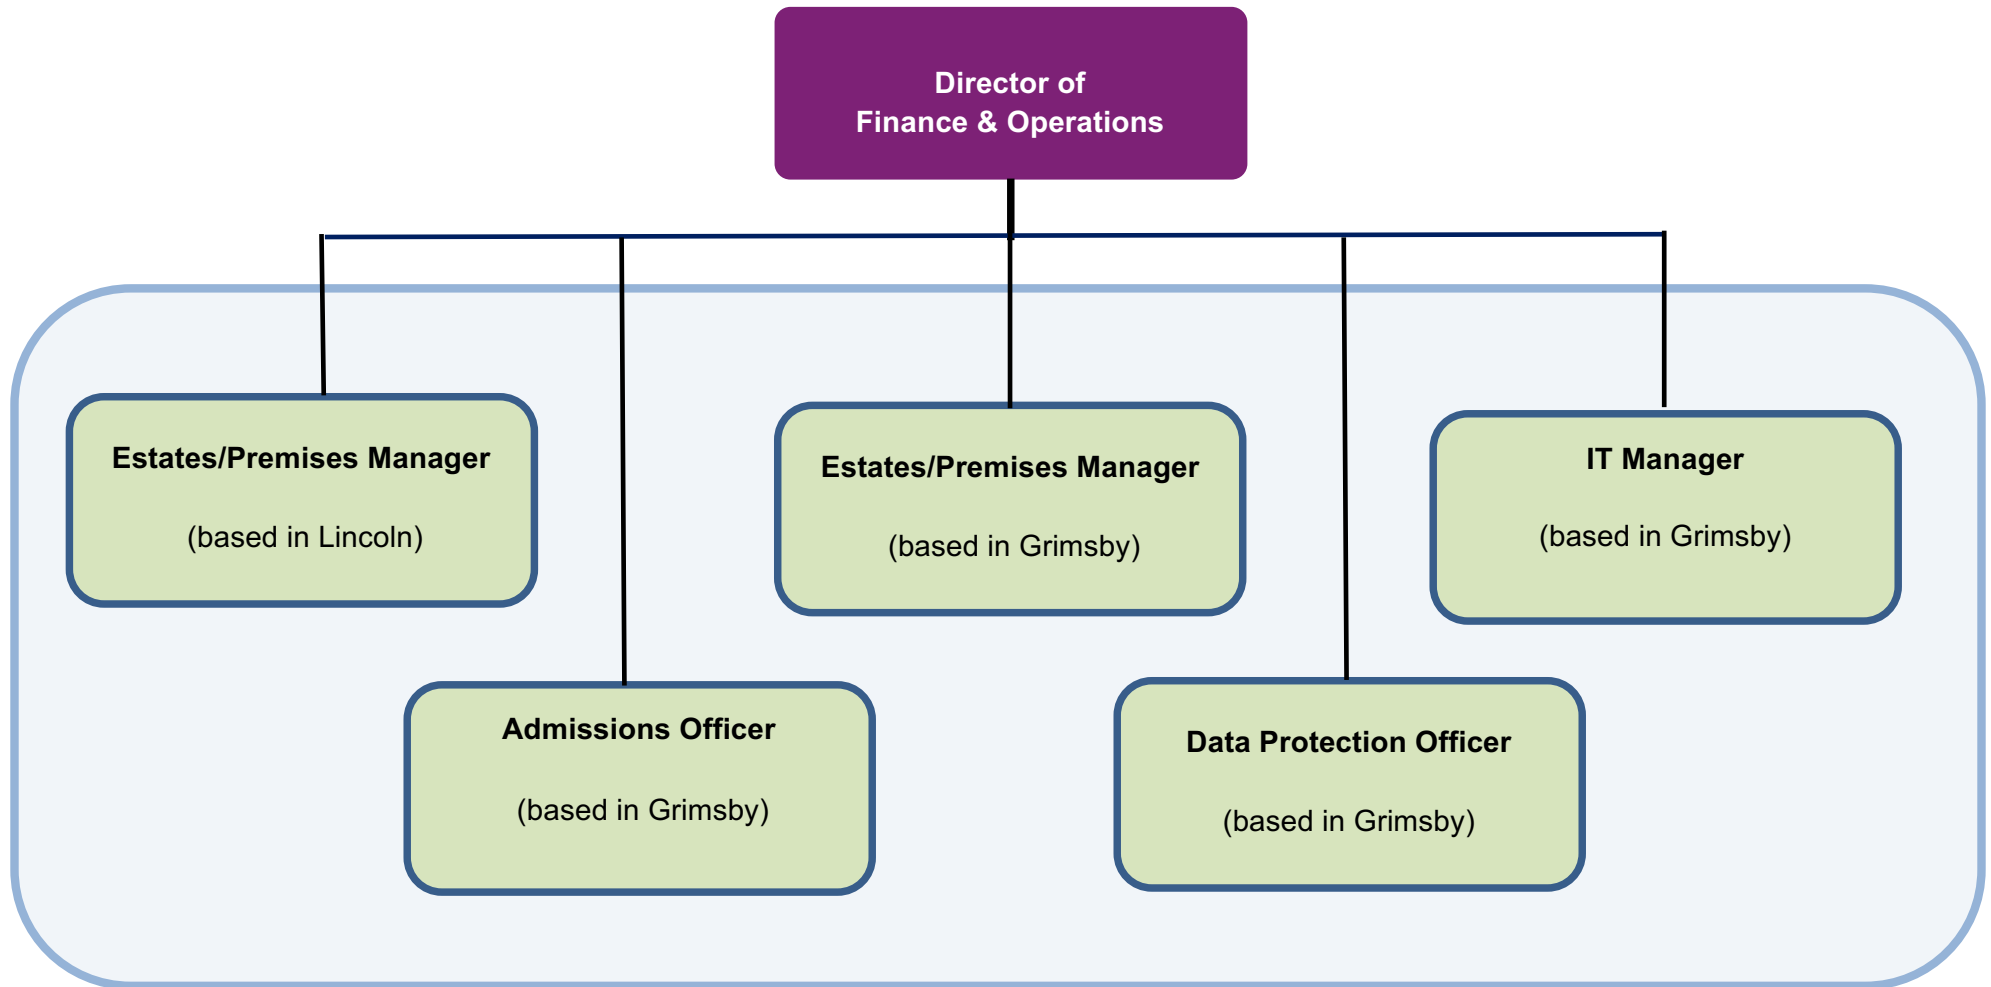 Director of
Finance & Operations
Estates/Premises Manager
(based in Lincoln)
Estates/Premises Manager
(based in Grimsby)
IT Manager
(based in Grimsby)
Admissions Officer
(based in Grimsby)
Data Protection Officer
(based in Grimsby)